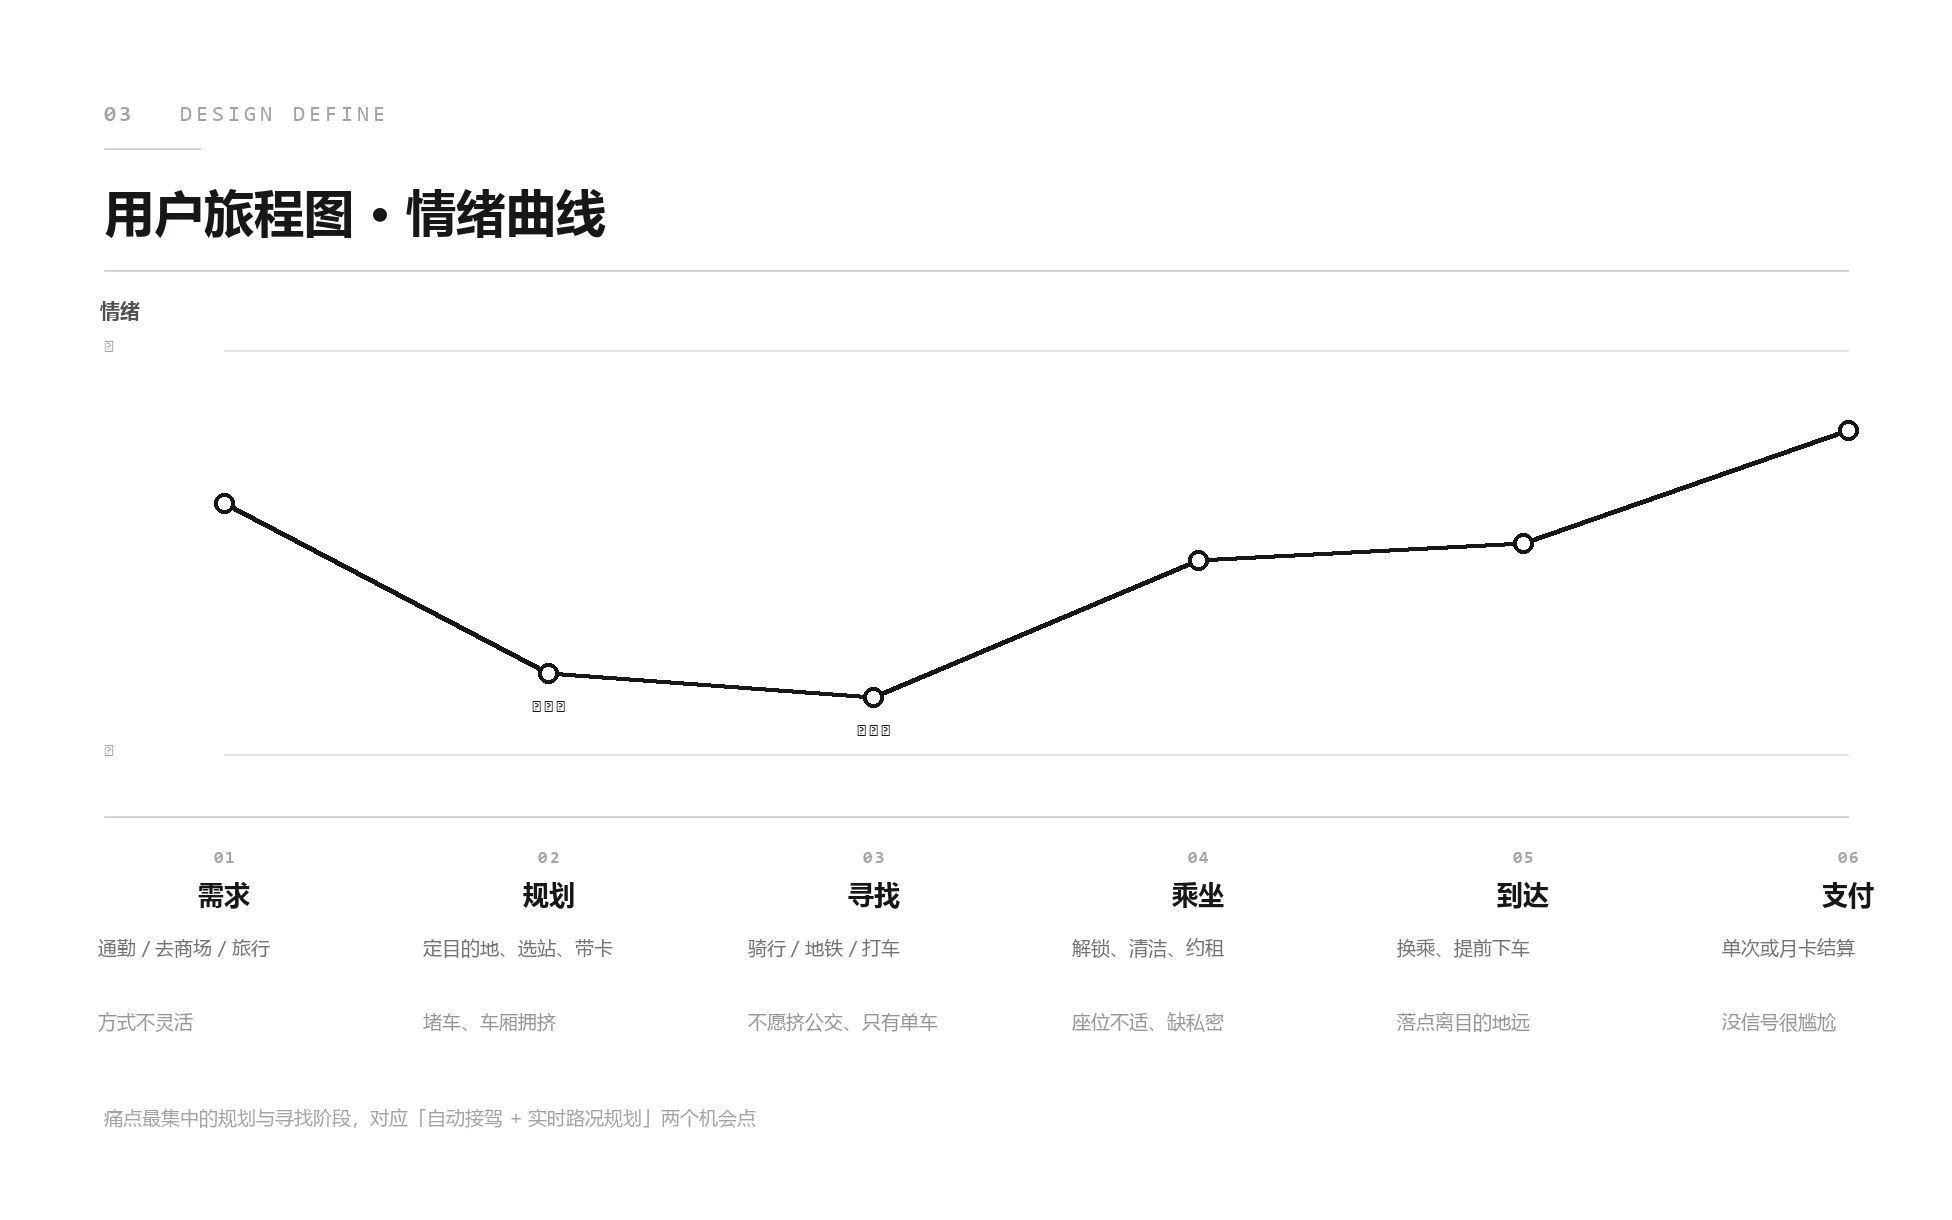 03 DESIGN DEFINE
用户旅程图·情绪曲线
情绪
01 02 03 04 05 06
需求 规划 寻找 乘坐 到达 支付
通勤 / 去商场 / 旅行 定目的地、选站、带卡 骑行 / 地铁 / 打车 解锁、清洁、约租 换乘、提前下车 单次或月卡结算
方式不灵活 堵车、车厢拥挤 不愿挤公交、只有单车 座位不适、缺私密 落点离目的地远 没信号很尴尬
痛点最集中的规划与寻找阶段，对应「自动接驾 + 实时路况规划」两个机会点